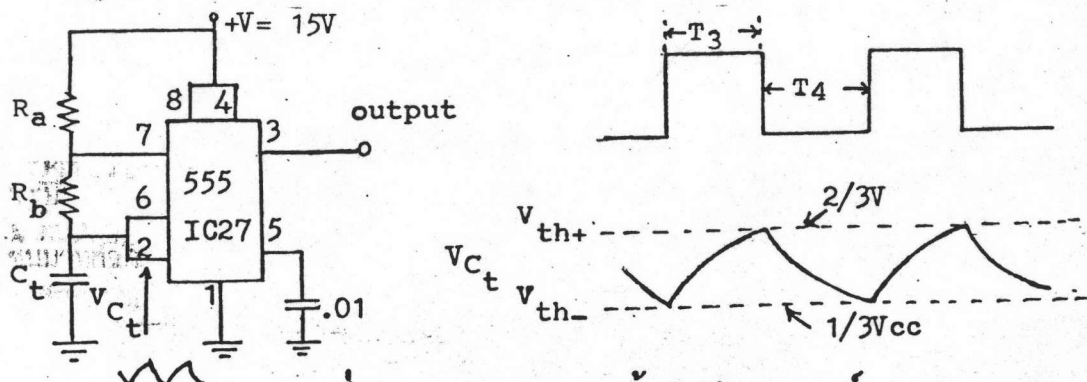 +V= 15V
Ra
Rb
Ct
VCt
8
4
7
3
6
2
5
1
555
IC27
output
.01
T3
T4
Vth+
2/3V
VCt
Vth-
1/3Vcc